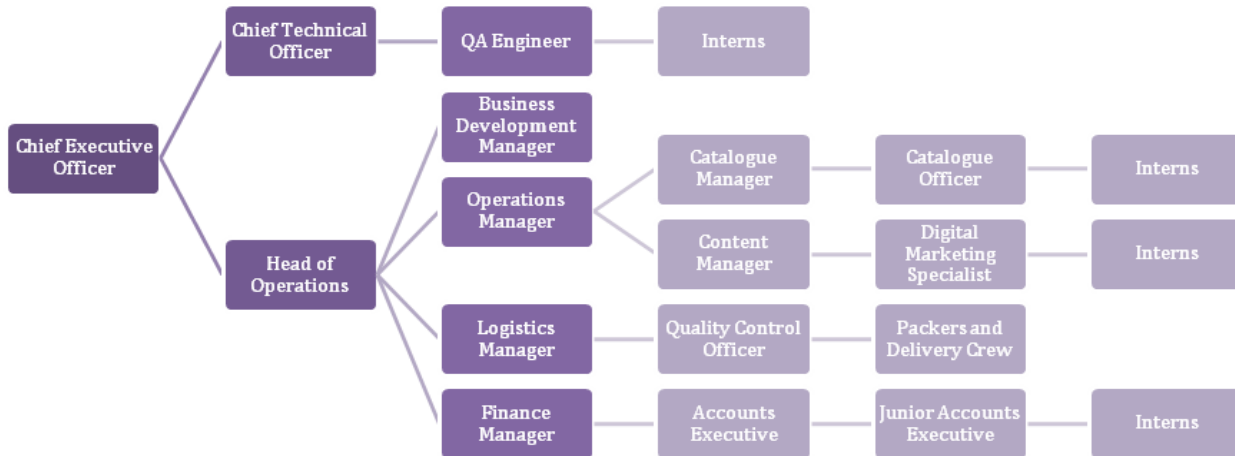 Chief Technical
Officer
QA Engineer
Interns
Business
Development
Manager
Chief Executive
Officer
Catalogue
Manager
Catalogue
Officer
Interns
Operations
Manager
Content
Manager
Digital
Marketing
Specialist
Interns
Head of
Operations
Logistics
Manager
Quality Control
Officer
Packers and
Delivery Crew
Finance
Manager
Accounts
Executive
Junior Accounts
Executive
Interns